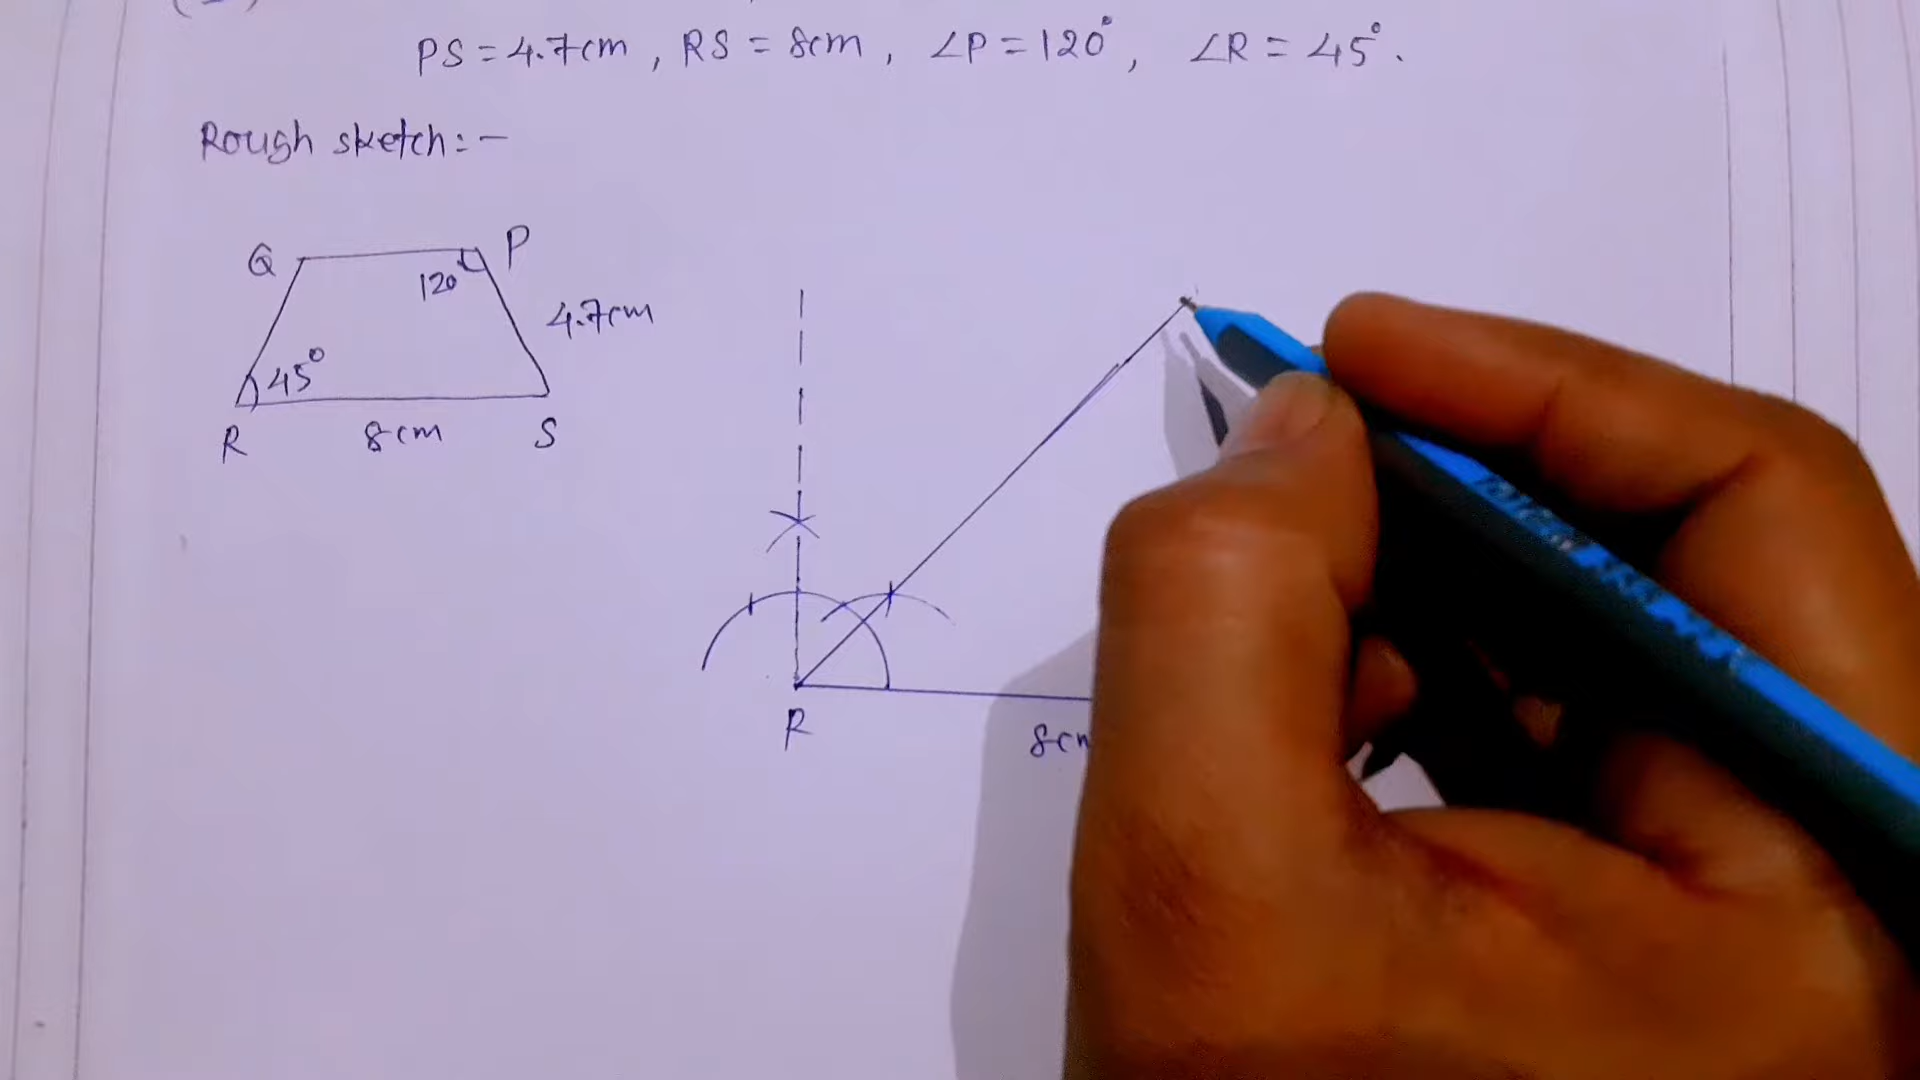 PS = 4.7cm , RS = 8cm , ∠P = 120° , ∠R = 45° .
Rough sketch: -
Q
P
120
4.7cm
45°
R
8cm
S
R
8cm